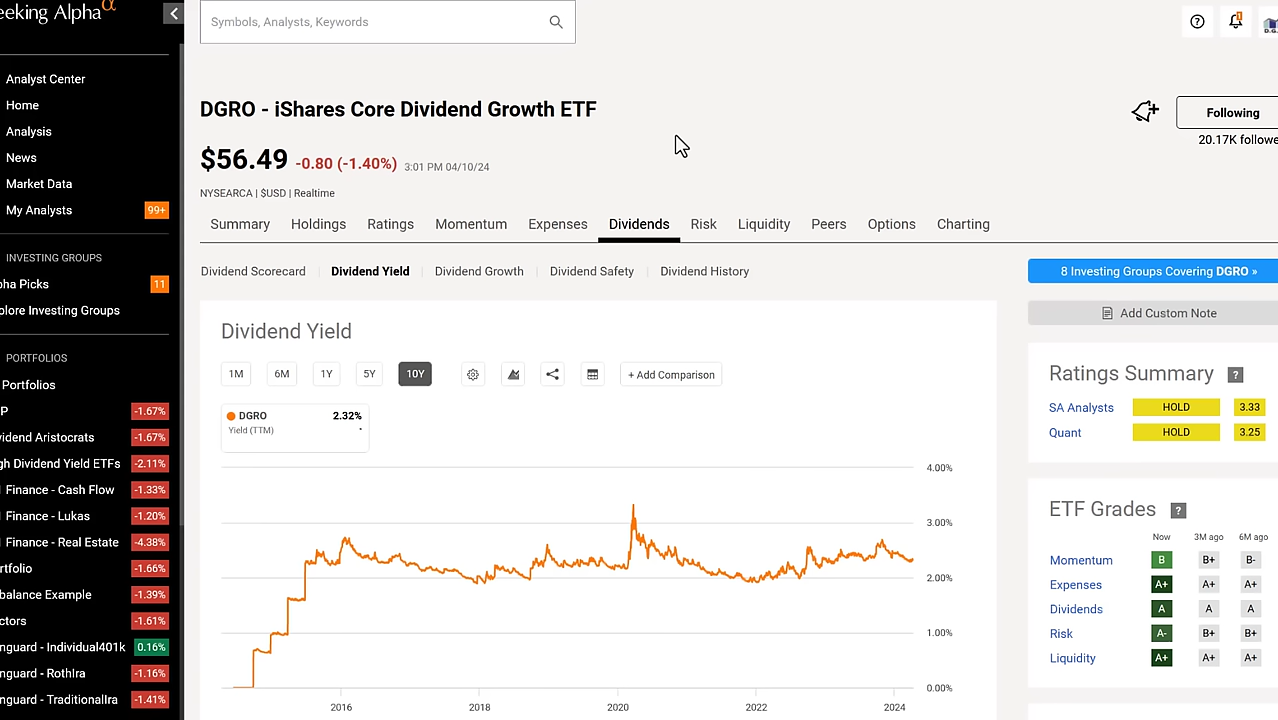 eeking Alpha α
Symbols, Analysts, Keywords
1
Analyst Center
Home
Analysis
News
Market Data
My Analysts 99+
INVESTING GROUPS
pha Picks 11
plore Investing Groups
PORTFOLIOS
Portfolios
P -1.67%
vidend Aristocrats -1.67%
gh Dividend Yield ETFs -2.11%
Finance - Cash Flow -1.33%
Finance - Lukas -1.20%
Finance - Real Estate -4.38%
rtfolio -1.66%
balance Example -1.39%
ctors -1.61%
nguard - Individual401k 0.16%
nguard - RothIra -1.16%
nguard - TraditionalIra -1.41%
DGRO - iShares Core Dividend Growth ETF
$56.49 -0.80 (-1.40%) 3:01 PM 04/10/24
NYSEARCA | $USD | Realtime
Following
20.17K followe
Summary Holdings Ratings Momentum Expenses Dividends Risk Liquidity Peers Options Charting
Dividend Scorecard Dividend Yield Dividend Growth Dividend Safety Dividend History
Dividend Yield
1M 6M 1Y 5Y 10Y + Add Comparison
DGRO 2.32%
Yield (TTM)
4.00%
3.00%
2.00%
1.00%
0.00%
2016 2018 2020 2022 2024
8 Investing Groups Covering DGRO »
Add Custom Note
Ratings Summary ?
SA Analysts HOLD 3.33
Quant HOLD 3.25
ETF Grades ?
Now 3M ago 6M ago
Momentum B B+ B-
Expenses A+ A+ A+
Dividends A A A
Risk A- B+ B+
Liquidity A+ A+ A+